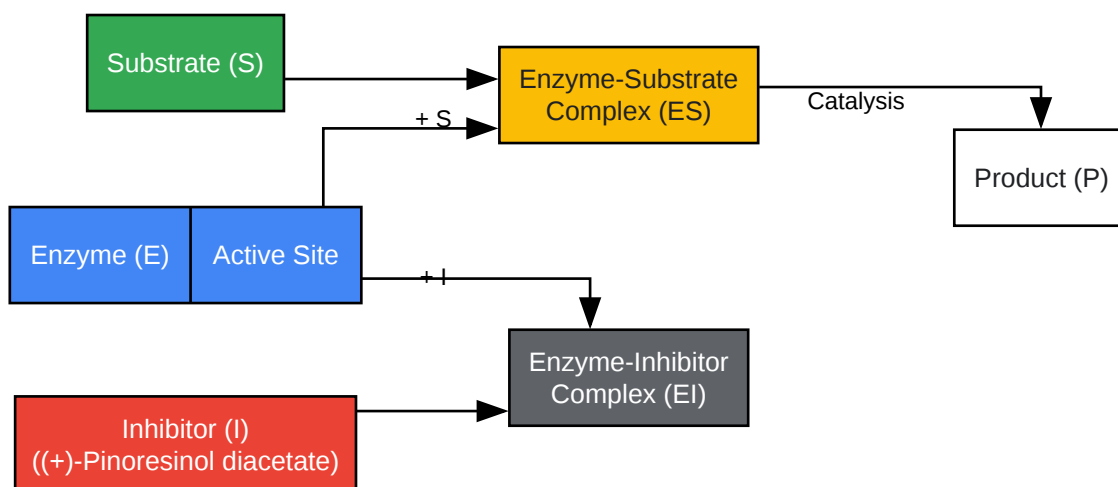 Substrate (S)
Enzyme-Substrate
Complex (ES)
+ S
Catalysis
Product (P)
Enzyme (E)
Active Site
+ I
Enzyme-Inhibitor
Complex (EI)
Inhibitor (I)
((+)-Pinoresinol diacetate)